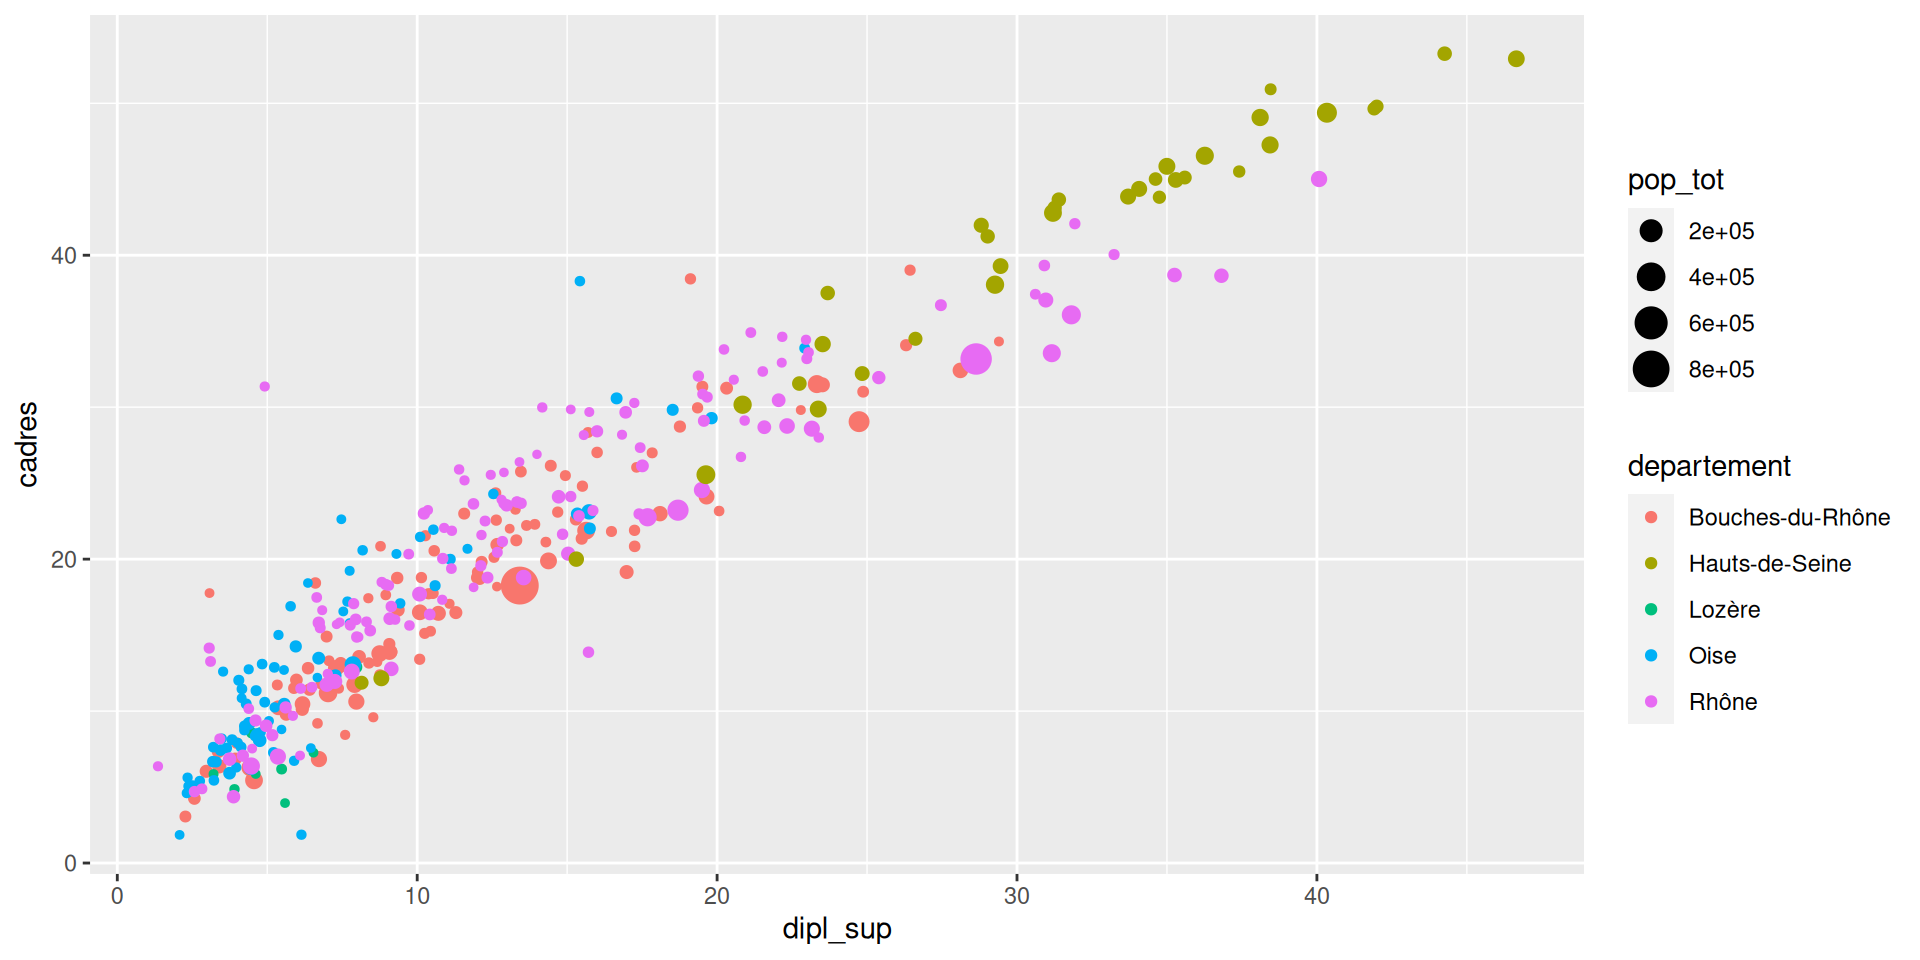 cadres
40
20
0
0
10
20
30
40
dipl_sup
pop_tot
2e+05
4e+05
6e+05
8e+05
departement
Bouches-du-Rhône
Hauts-de-Seine
Lozère
Oise
Rhône